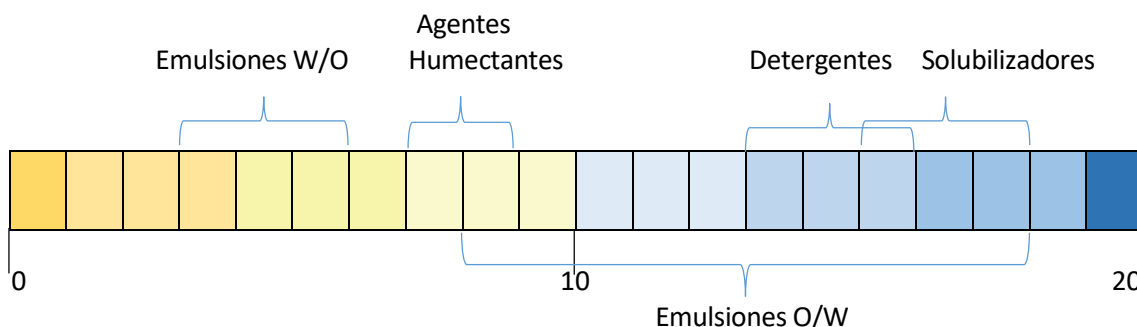 Agentes
Emulsiones W/O Humectantes Detergentes Solubilizadores
0 10 20
Emulsiones O/W